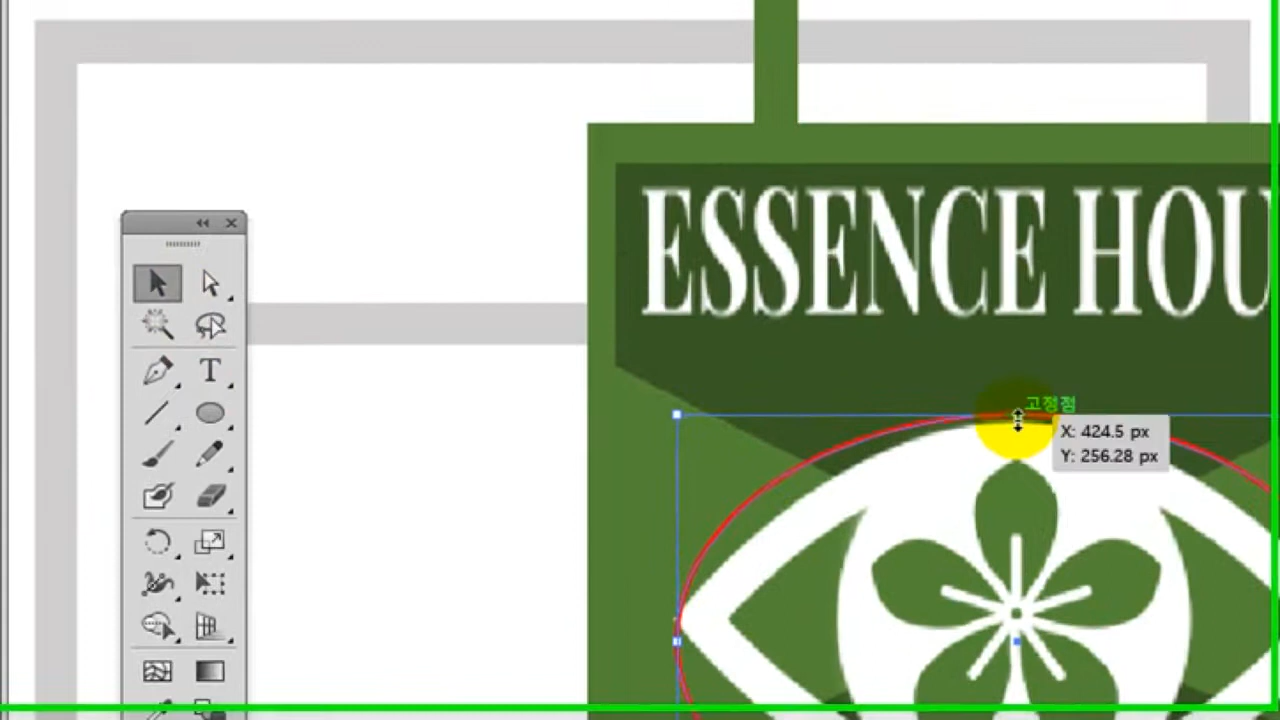 ESSENCE HOU
고정점
X: 424.5 px
Y: 256.28 px
T